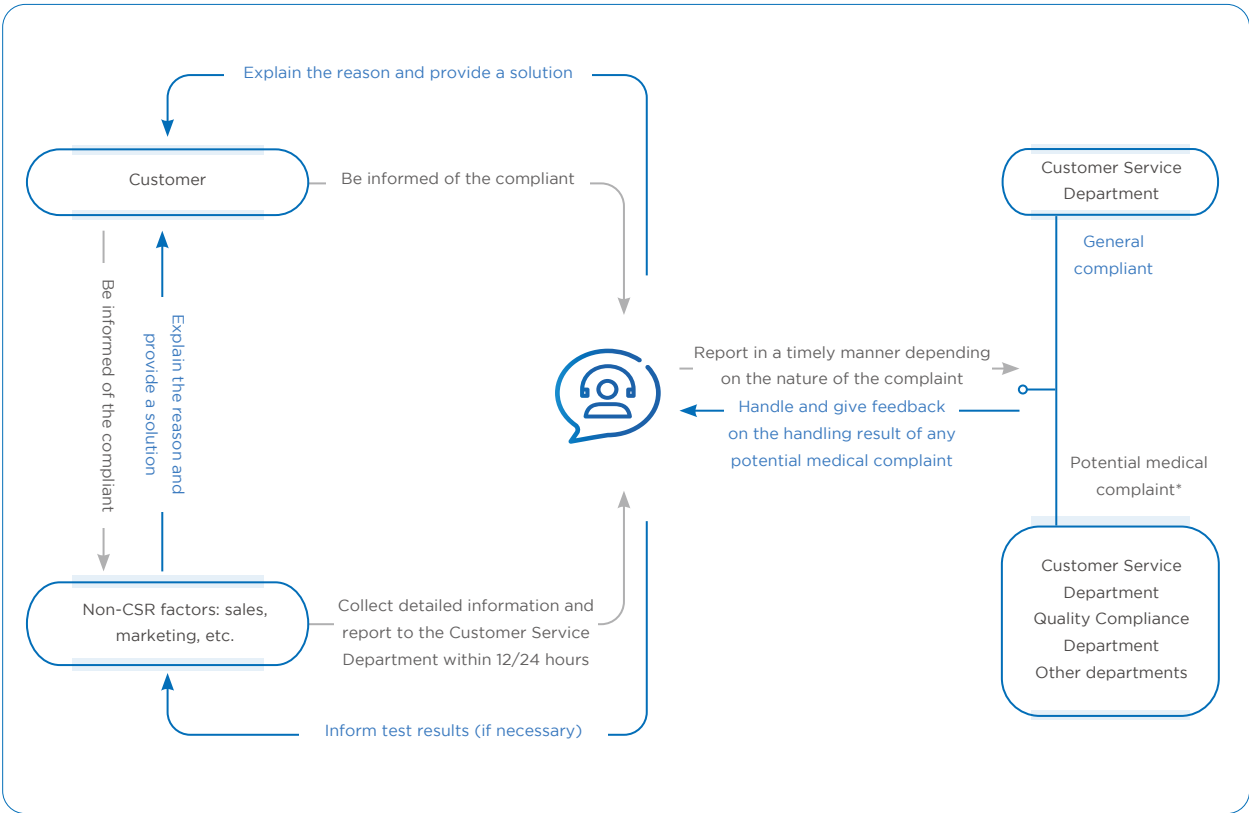 Explain the reason and provide a solution
Customer
Be informed of the compliant
Customer Service
Department
General
compliant
Be informed of the compliant
Explain the reason and
provide a solution
Report in a timely manner depending
on the nature of the complaint
Handle and give feedback
on the handling result of any
potential medical complaint
Potential medical
complaint*
Non-CSR factors: sales,
marketing, etc.
Collect detailed information and
report to the Customer Service
Department within 12/24 hours
Customer Service
Department
Quality Compliance
Department
Other departments
Inform test results (if necessary)